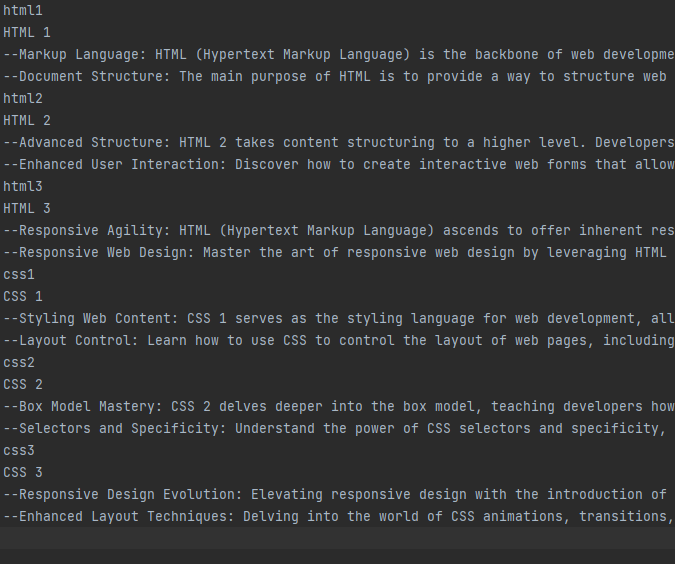 html1
HTML 1
--Markup Language: HTML (Hypertext Markup Language) is the backbone of web developme
--Document Structure: The main purpose of HTML is to provide a way to structure web
html2
HTML 2
--Advanced Structure: HTML 2 takes content structuring to a higher level. Developers
--Enhanced User Interaction: Discover how to create interactive web forms that allow
html3
HTML 3
--Responsive Agility: HTML (Hypertext Markup Language) ascends to offer inherent res
--Responsive Web Design: Master the art of responsive web design by leveraging HTML
css1
CSS 1
--Styling Web Content: CSS 1 serves as the styling language for web development, all
--Layout Control: Learn how to use CSS to control the layout of web pages, including
css2
CSS 2
--Box Model Mastery: CSS 2 delves deeper into the box model, teaching developers how
--Selectors and Specificity: Understand the power of CSS selectors and specificity,
css3
CSS 3
--Responsive Design Evolution: Elevating responsive design with the introduction of
--Enhanced Layout Techniques: Delving into the world of CSS animations, transitions,